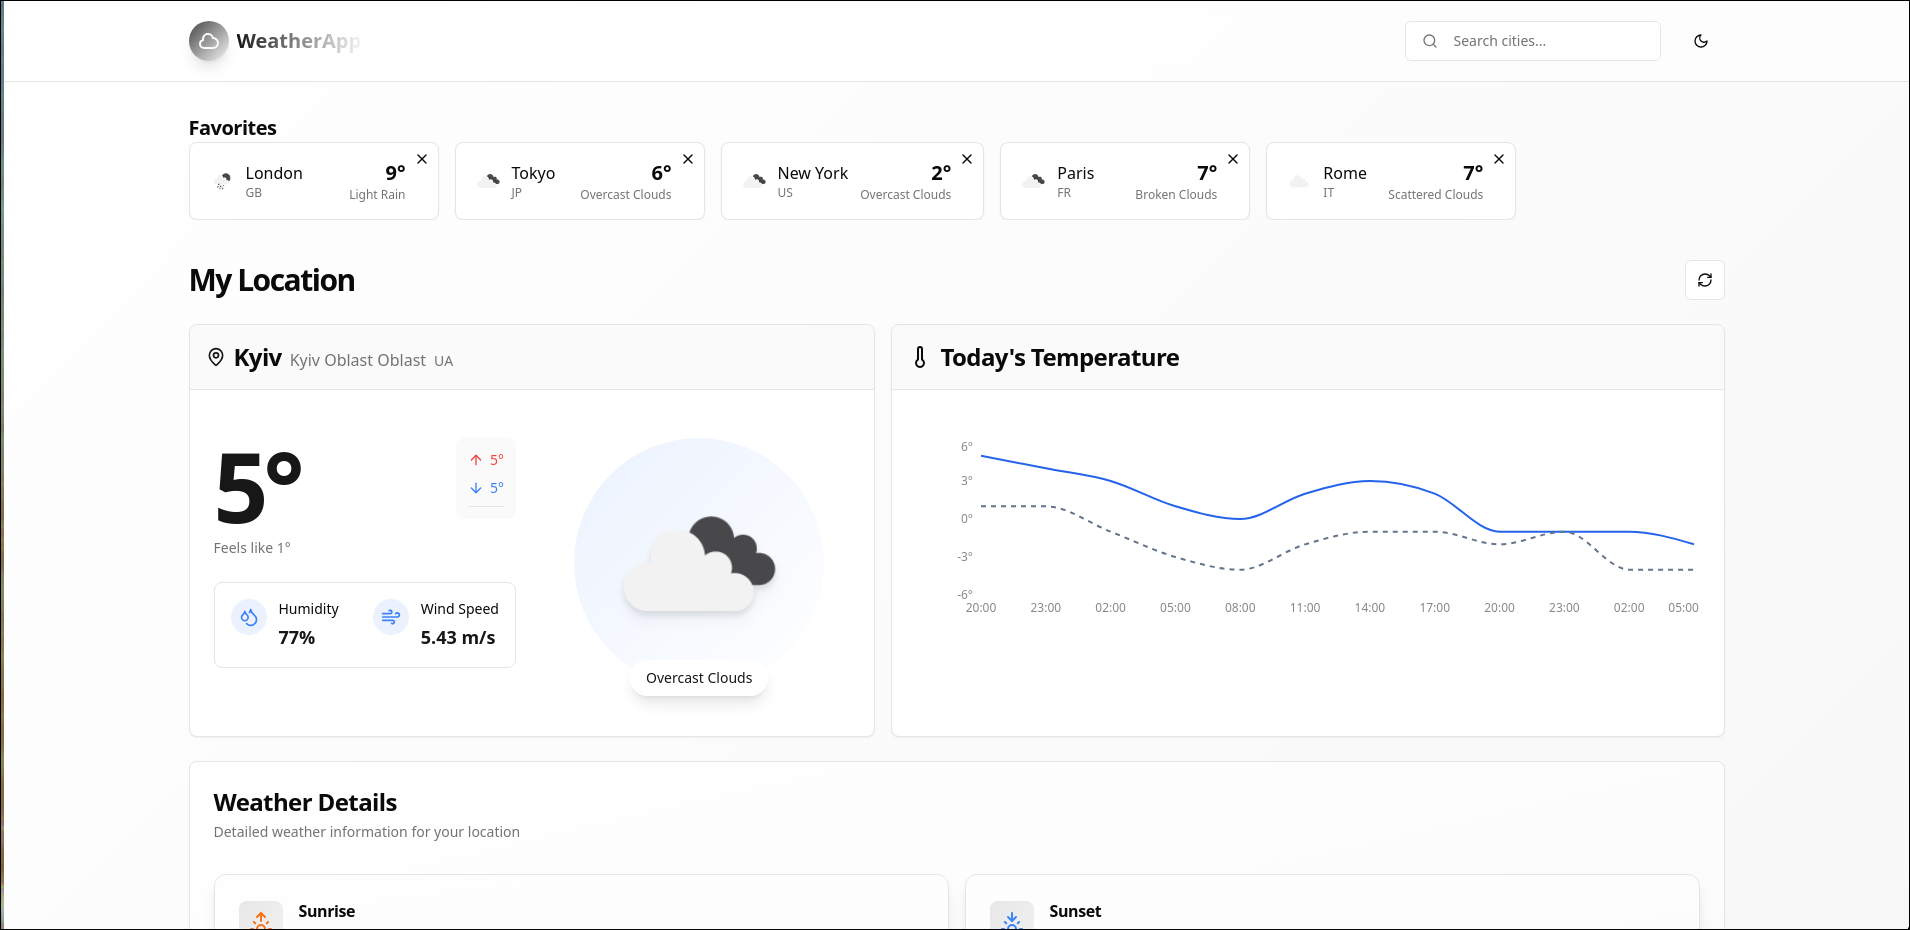 WeatherApp
Search cities...
Favorites
London
GB
9°
Light Rain
Tokyo
JP
6°
Overcast Clouds
New York
US
2°
Overcast Clouds
Paris
FR
7°
Broken Clouds
Rome
IT
7°
Scattered Clouds
My Location
Kyiv Kyiv Oblast Oblast UA
5°
5°
5°
Feels like 1°
Humidity
77%
Wind Speed
5.43 m/s
Overcast Clouds
Today's Temperature
6°
3°
0°
-3°
-6°
20:00 23:00 02:00 05:00 08:00 11:00 14:00 17:00 20:00 23:00 02:00 05:00
Weather Details
Detailed weather information for your location
Sunrise
Sunset